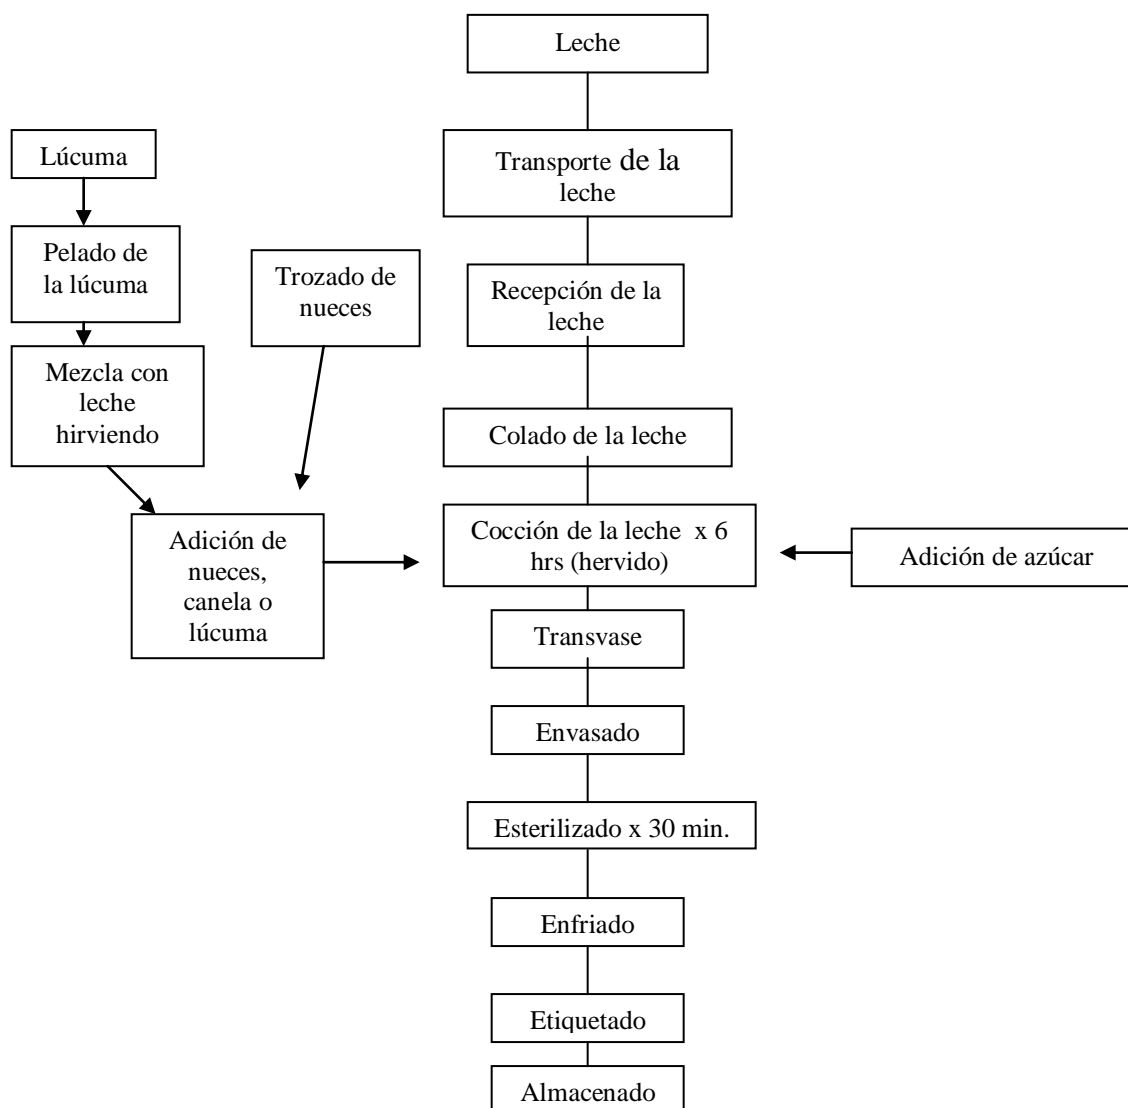 Leche
Lúcuma
Transporte de la
leche
Pelado de
la lúcuma
Trozado de
nueces
Recepción de la
leche
Mezcla con
leche
hirviendo
Colado de la leche
Adición de
nueces,
canela o
lúcuma
Cocción de la leche x 6
hrs (hervido)
Adición de azúcar
Transvase
Envasado
Esterilizado x 30 min.
Enfriado
Etiquetado
Almacenado